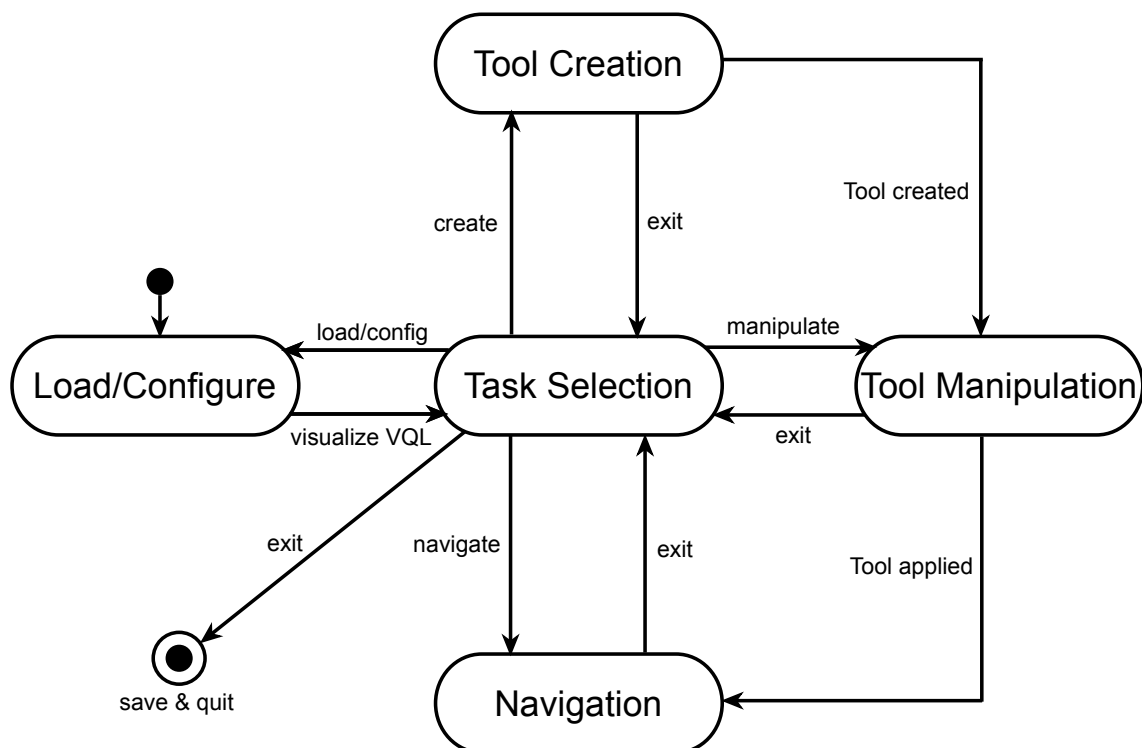 Tool Creation
Tool created
create
exit
load/config
manipulate
Load/Configure
Task Selection
Tool Manipulation
visualize VQL
exit
exit
navigate
exit
Tool applied
save & quit
Navigation